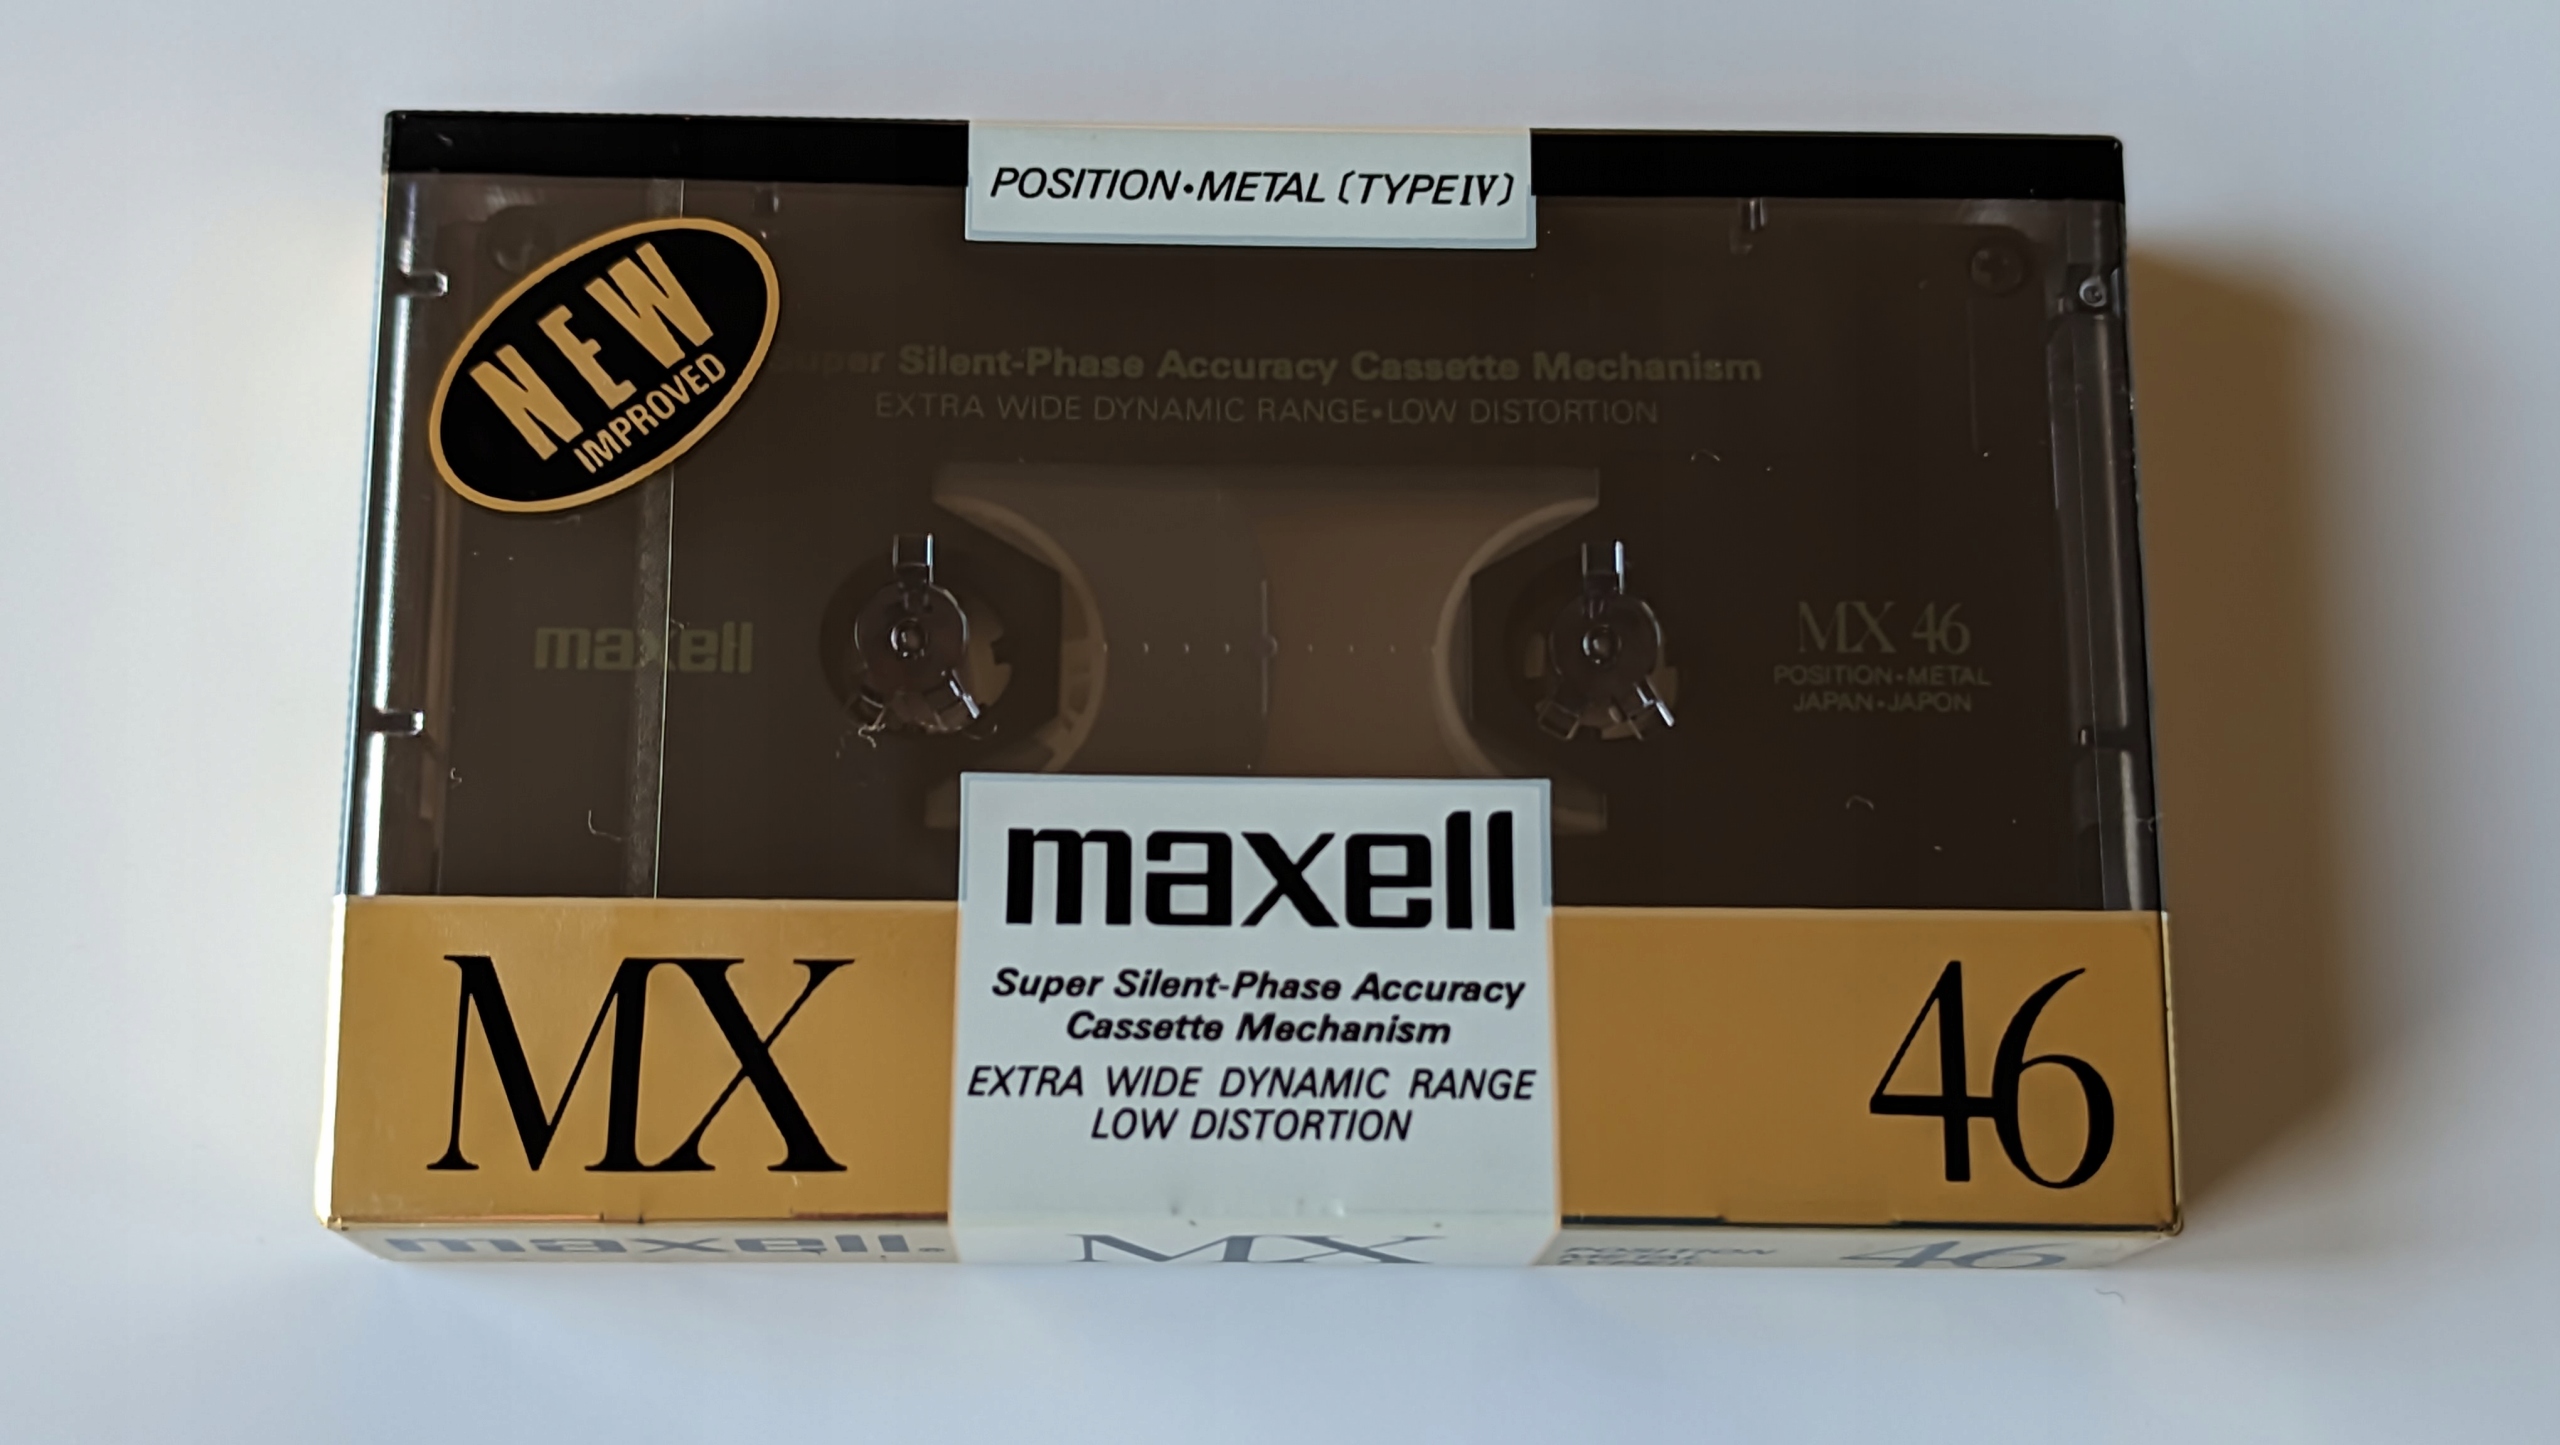 POSITION•METAL (TYPE IV)
NEW
IMPROVED
Super Silent-Phase Accuracy Cassette Mechanism
EXTRA WIDE DYNAMIC RANGE•LOW DISTORTION
maxell
MX 46
POSITION•METAL
JAPAN•JAPON
maxell
Super Silent-Phase Accuracy
Cassette Mechanism
EXTRA WIDE DYNAMIC RANGE
LOW DISTORTION
MX
46
maxell.
MX
POSITION
METAL
46